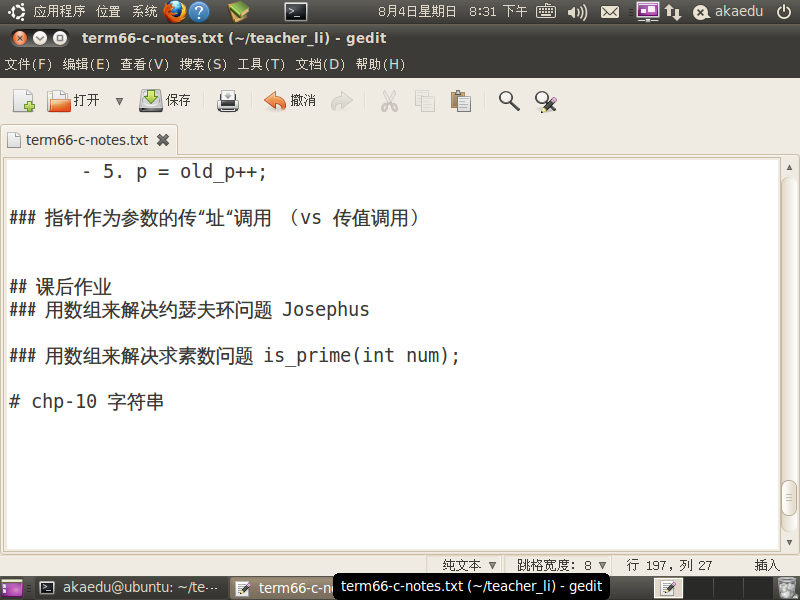 应用程序 位置 系统 8月4日星期日 8:31 下午 akaedu
term66-c-notes.txt (~/teacher_li) - gedit
文件(F) 编辑(E) 查看(V) 搜索(S) 工具(T) 文档(D) 帮助(H)
打开 保存 撤消
term66-c-notes.txt
- 5. p = old_p++;
### 指针作为参数的传“址“调用 （vs 传值调用）
## 课后作业
### 用数组来解决约瑟夫环问题 Josephus
### 用数组来解决求素数问题 is_prime(int num);
# chp-10 字符串
纯文本 跳格宽度: 8 行 197, 列 27 插入
akaedu@ubuntu: ~/te··· term66-c-n
term66-c-notes.txt (~/teacher_li) - gedit